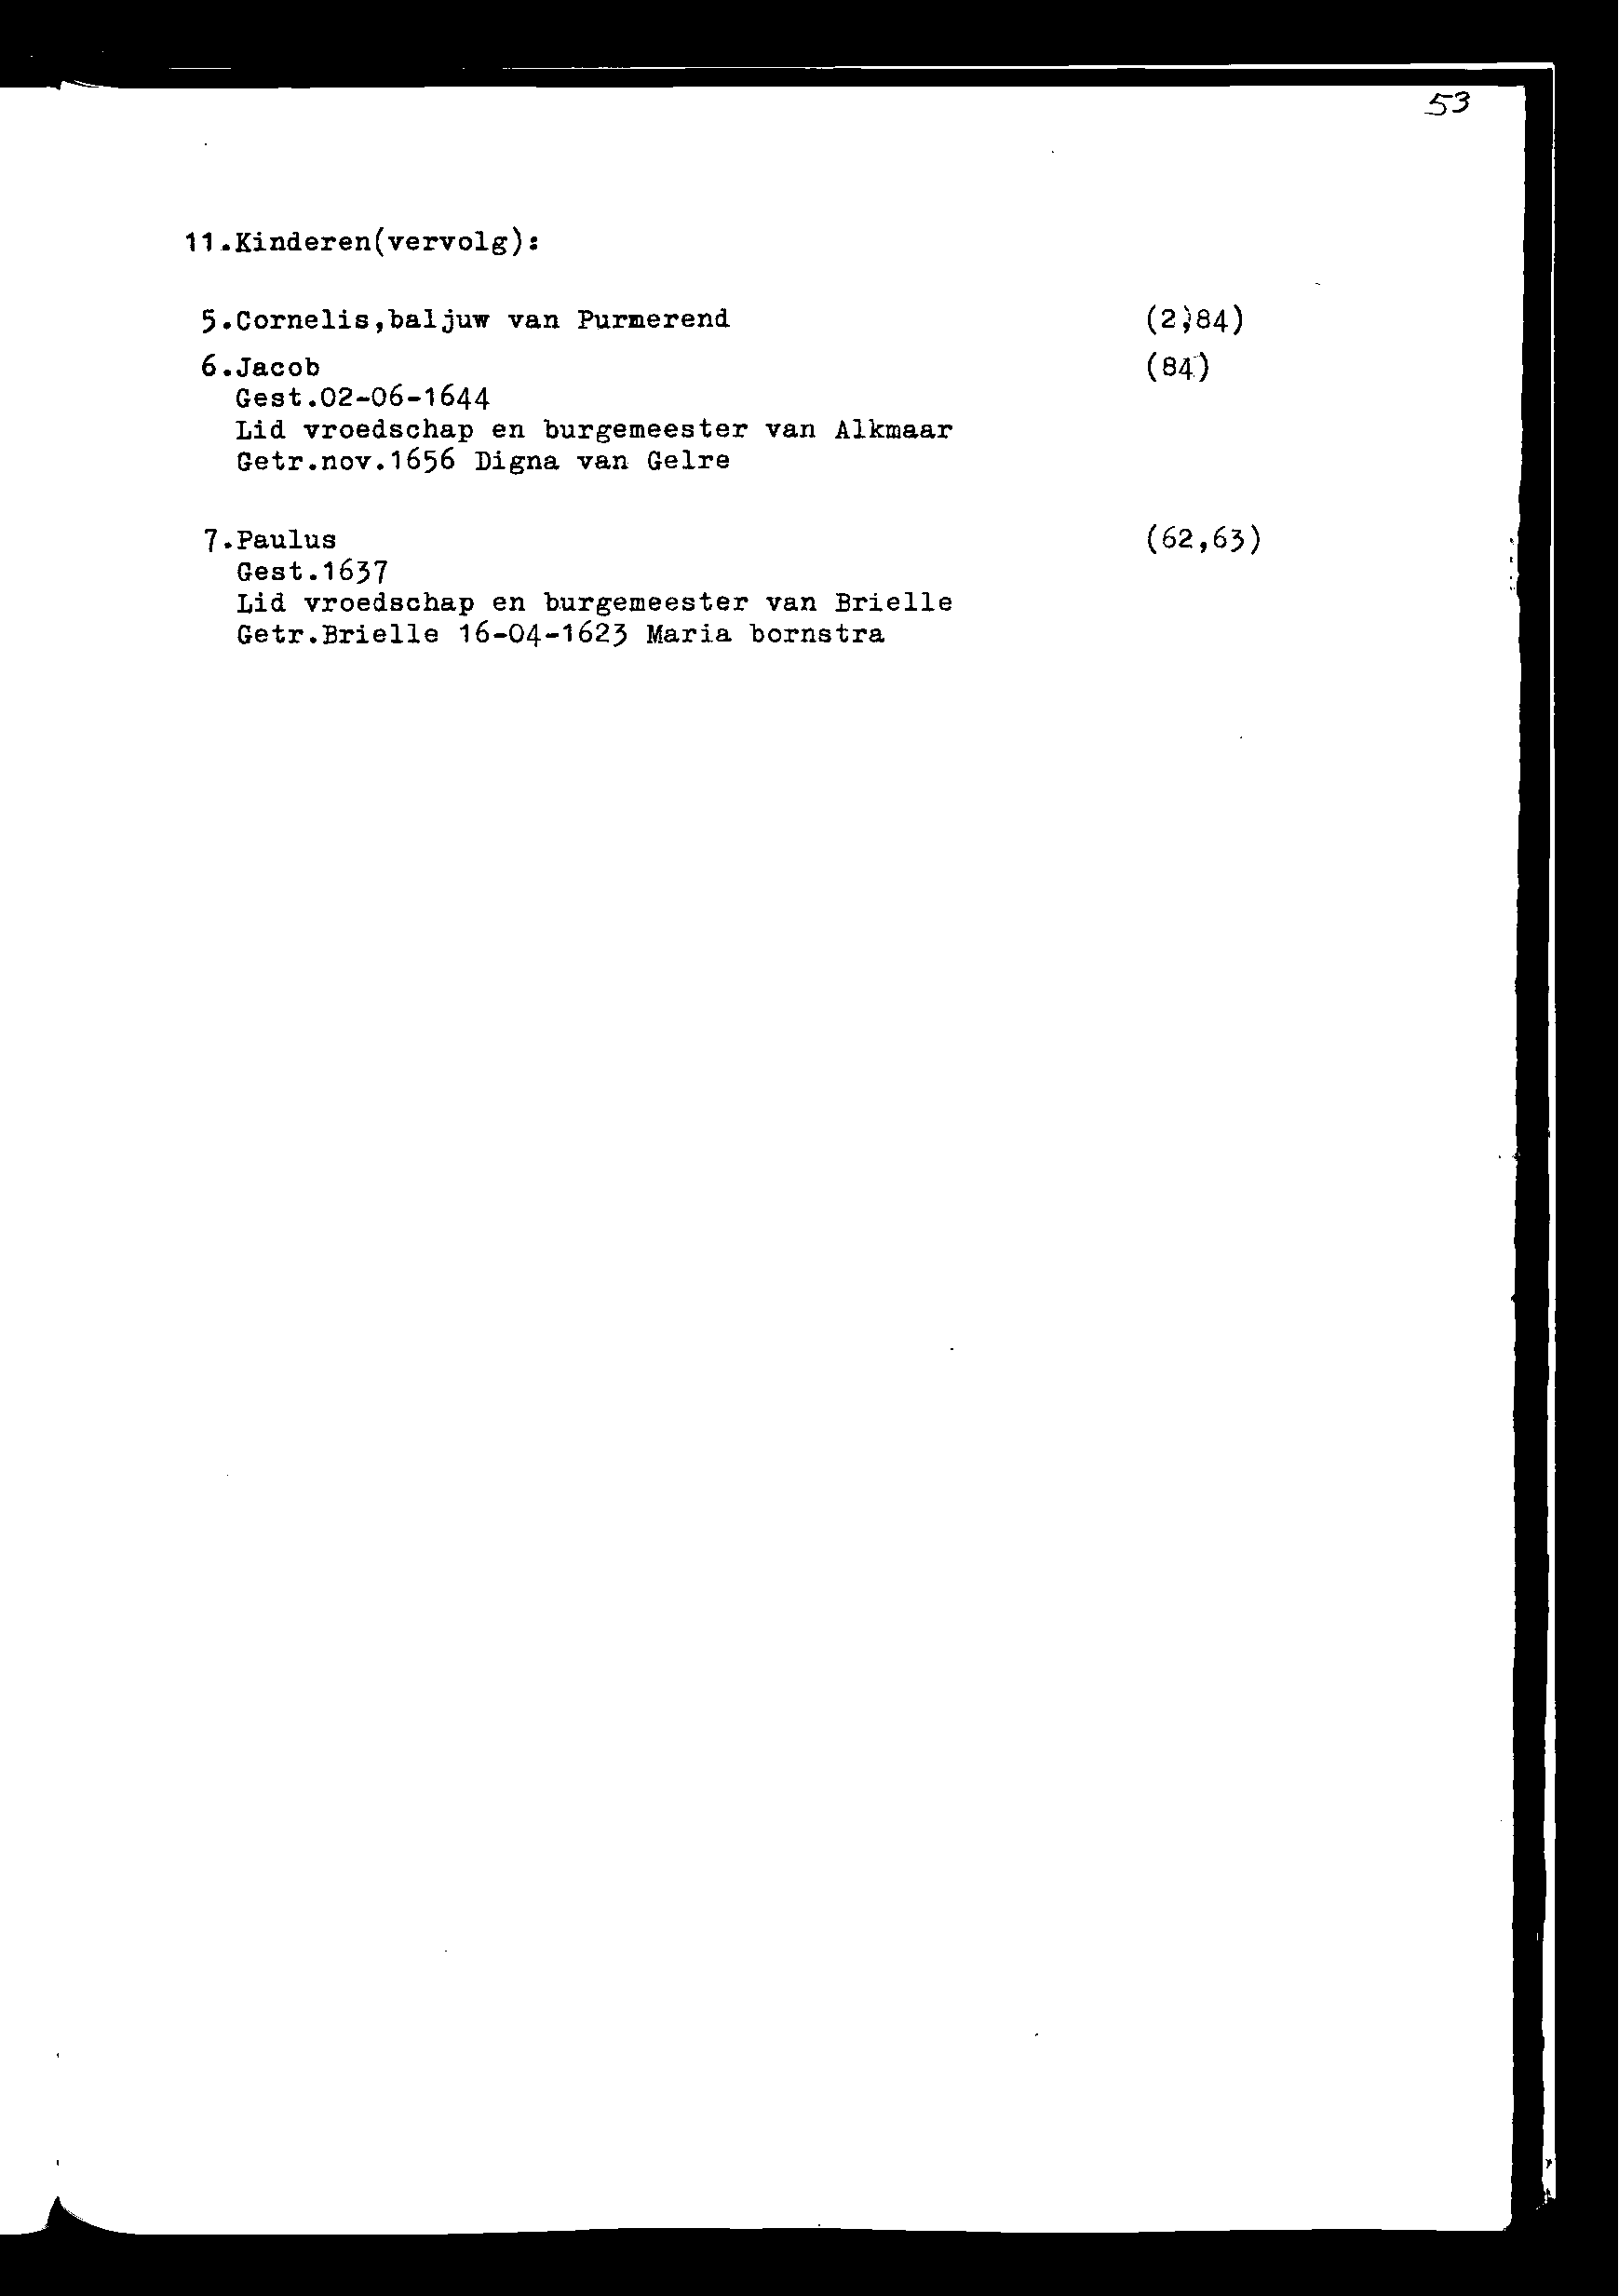 53
11.Kinderen(vervolg):
5.Cornelis,baljuw van Purmerend (2,84)
6.Jacob (84)
Gest.02-06-1644
Lid vroedschap en burgemeester van Alkmaar
Getr.nov.1656 Digna van Gelre
7.Paulus (62,63)
Gest.1637
Lid vroedschap en burgemeester van Brielle
Getr.Brielle 16-04-1623 Maria bornstra